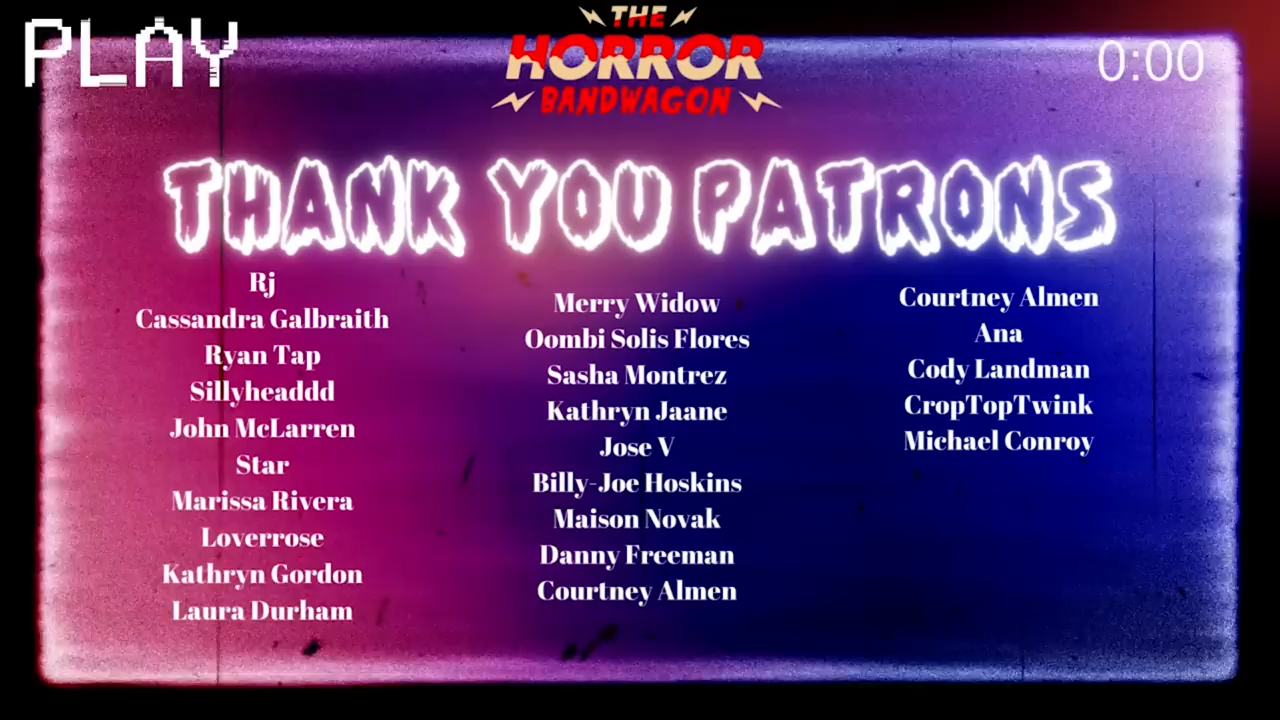 PLAY
THE
HORROR
BANDWAGON
0:00
THANK YOU PATRONS
Rj
Cassandra Galbraith
Ryan Tap
Sillyheaddd
John McLarren
Star
Marissa Rivera
Loverrose
Kathryn Gordon
Laura Durham
Merry Widow
Oombi Solis Flores
Sasha Montrez
Kathryn Jaane
Jose V
Billy-Joe Hoskins
Maison Novak
Danny Freeman
Courtney Almen
Courtney Almen
Ana
Cody Landman
CropTopTwink
Michael Conroy